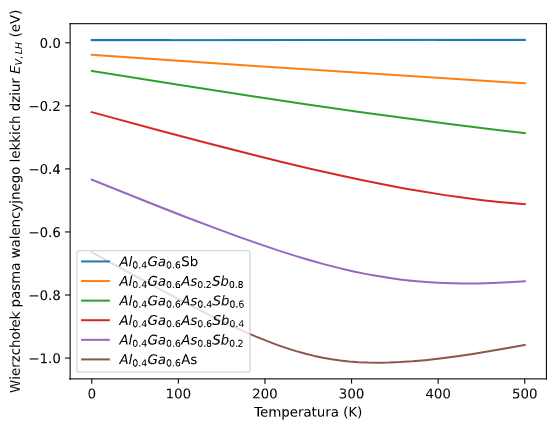 Wierzchołek pasma walencyjnego lekkich dziur E_{V,LH} (eV)
0.0
−0.2
−0.4
−0.6
−0.8
−1.0
Al_{0.4}Ga_{0.6}Sb
Al_{0.4}Ga_{0.6}As_{0.2}Sb_{0.8}
Al_{0.4}Ga_{0.6}As_{0.4}Sb_{0.6}
Al_{0.4}Ga_{0.6}As_{0.6}Sb_{0.4}
Al_{0.4}Ga_{0.6}As_{0.8}Sb_{0.2}
Al_{0.4}Ga_{0.6}As
0 100 200 300 400 500
Temperatura (K)